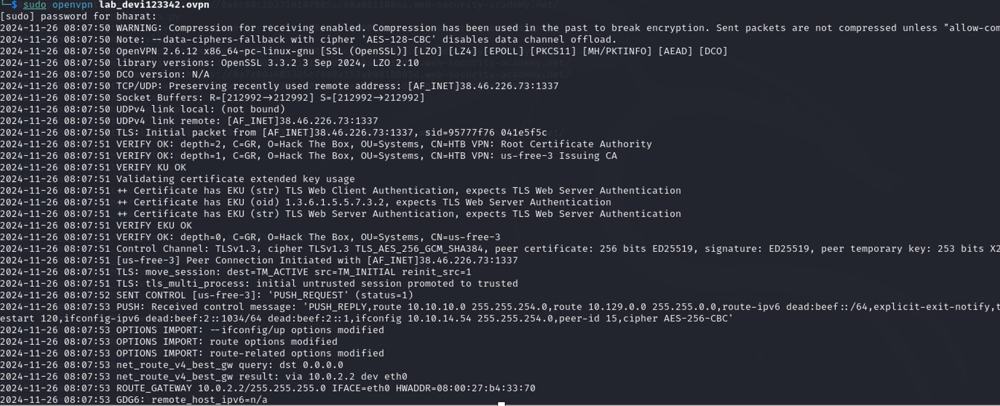 └─$ sudo openvpn lab_devi123342.ovpn
[sudo] password for bharat:
2024-11-26 08:07:50 WARNING: Compression for receiving enabled. Compression has been used in the past to break encryption. Sent packets are not compressed unless "allow-com
2024-11-26 08:07:50 Note: --data-ciphers-fallback with cipher 'AES-128-CBC' disables data channel offload.
2024-11-26 08:07:50 OpenVPN 2.6.12 x86_64-pc-linux-gnu [SSL (OpenSSL)] [LZO] [LZ4] [EPOLL] [PKCS11] [MH/PKTINFO] [AEAD] [DCO]
2024-11-26 08:07:50 library versions: OpenSSL 3.3.2 3 Sep 2024, LZO 2.10
2024-11-26 08:07:50 DCO version: N/A
2024-11-26 08:07:50 TCP/UDP: Preserving recently used remote address: [AF_INET]38.46.226.73:1337
2024-11-26 08:07:50 Socket Buffers: R=[212992→212992] S=[212992→212992]
2024-11-26 08:07:50 UDPv4 link local: (not bound)
2024-11-26 08:07:50 UDPv4 link remote: [AF_INET]38.46.226.73:1337
2024-11-26 08:07:50 TLS: Initial packet from [AF_INET]38.46.226.73:1337, sid=95777f76 041e5f5c
2024-11-26 08:07:51 VERIFY OK: depth=2, C=GR, O=Hack The Box, OU=Systems, CN=HTB VPN: Root Certificate Authority
2024-11-26 08:07:51 VERIFY OK: depth=1, C=GR, O=Hack The Box, OU=Systems, CN=HTB VPN: us-free-3 Issuing CA
2024-11-26 08:07:51 VERIFY KU OK
2024-11-26 08:07:51 Validating certificate extended key usage
2024-11-26 08:07:51 ++ Certificate has EKU (str) TLS Web Client Authentication, expects TLS Web Server Authentication
2024-11-26 08:07:51 ++ Certificate has EKU (oid) 1.3.6.1.5.5.7.3.2, expects TLS Web Server Authentication
2024-11-26 08:07:51 ++ Certificate has EKU (str) TLS Web Server Authentication, expects TLS Web Server Authentication
2024-11-26 08:07:51 VERIFY EKU OK
2024-11-26 08:07:51 VERIFY OK: depth=0, C=GR, O=Hack The Box, OU=Systems, CN=us-free-3
2024-11-26 08:07:51 Control Channel: TLSv1.3, cipher TLSv1.3 TLS_AES_256_GCM_SHA384, peer certificate: 256 bits ED25519, signature: ED25519, peer temporary key: 253 bits X2
2024-11-26 08:07:51 [us-free-3] Peer Connection Initiated with [AF_INET]38.46.226.73:1337
2024-11-26 08:07:51 TLS: move_session: dest=TM_ACTIVE src=TM_INITIAL reinit_src=1
2024-11-26 08:07:51 TLS: tls_multi_process: initial untrusted session promoted to trusted
2024-11-26 08:07:52 SENT CONTROL [us-free-3]: 'PUSH_REQUEST' (status=1)
2024-11-26 08:07:53 PUSH: Received control message: 'PUSH_REPLY,route 10.10.10.0 255.255.254.0,route 10.129.0.0 255.255.0.0,route-ipv6 dead:beef::/64,explicit-exit-notify,t
estart 120,ifconfig-ipv6 dead:beef:2::1034/64 dead:beef:2::1,ifconfig 10.10.14.54 255.255.254.0,peer-id 15,cipher AES-256-CBC'
2024-11-26 08:07:53 OPTIONS IMPORT: --ifconfig/up options modified
2024-11-26 08:07:53 OPTIONS IMPORT: route options modified
2024-11-26 08:07:53 OPTIONS IMPORT: route-related options modified
2024-11-26 08:07:53 net_route_v4_best_gw query: dst 0.0.0.0
2024-11-26 08:07:53 net_route_v4_best_gw result: via 10.0.2.2 dev eth0
2024-11-26 08:07:53 ROUTE_GATEWAY 10.0.2.2/255.255.255.0 IFACE=eth0 HWADDR=08:00:27:b4:33:70
2024-11-26 08:07:53 GDG6: remote_host_ipv6=n/a